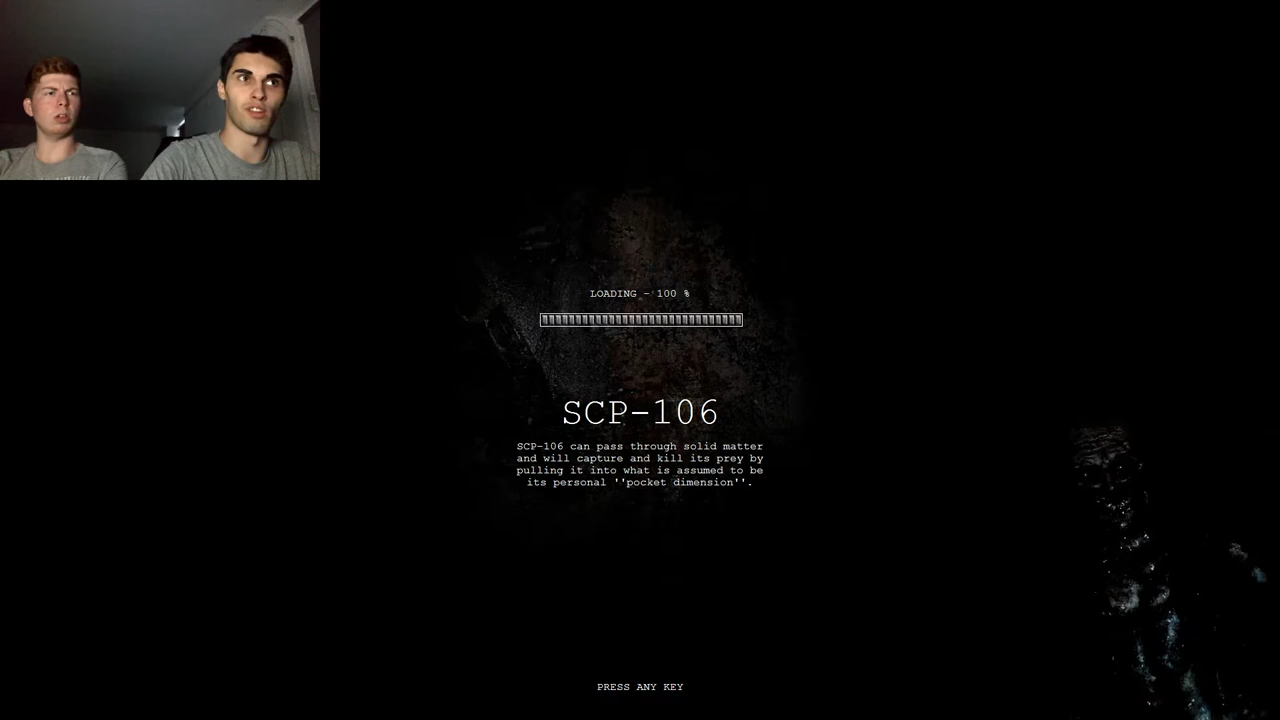 LOADING - 100 %
SCP-106
SCP-106 can pass through solid matter
and will capture and kill its prey by
pulling it into what is assumed to be
its personal ''pocket dimension''.
PRESS ANY KEY